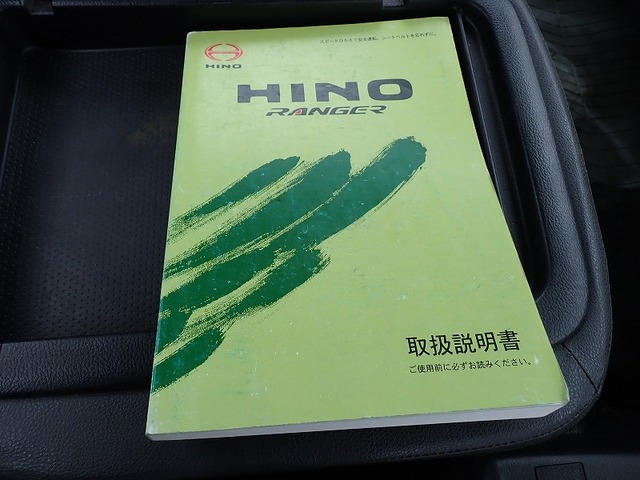 スピードひかえて安全運転、シートベルトを忘れずに。
HINO
HINO
RANGER
取扱説明書
ご使用前に必ずお読みください。